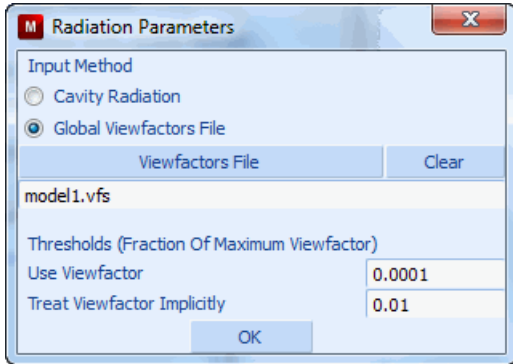 M Radiation Parameters X
Input Method
Cavity Radiation
Global Viewfactors File
Viewfactors File Clear
model1.vfs
Thresholds (Fraction Of Maximum Viewfactor)
Use Viewfactor 0.0001
Treat Viewfactor Implicitly 0.01
OK